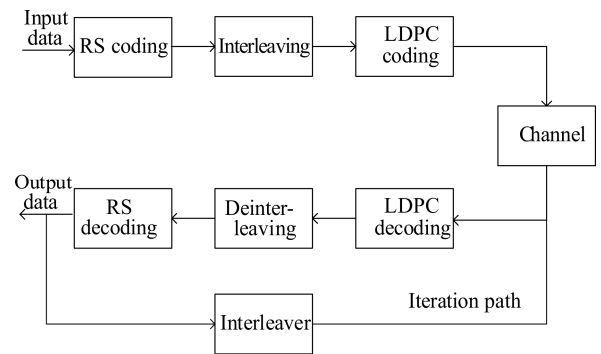 Input
data
RS coding
Interleaving
LDPC
coding
Channel
Output
data
RS
decoding
Deinter-
leaving
LDPC
decoding
Iteration path
Interleaver